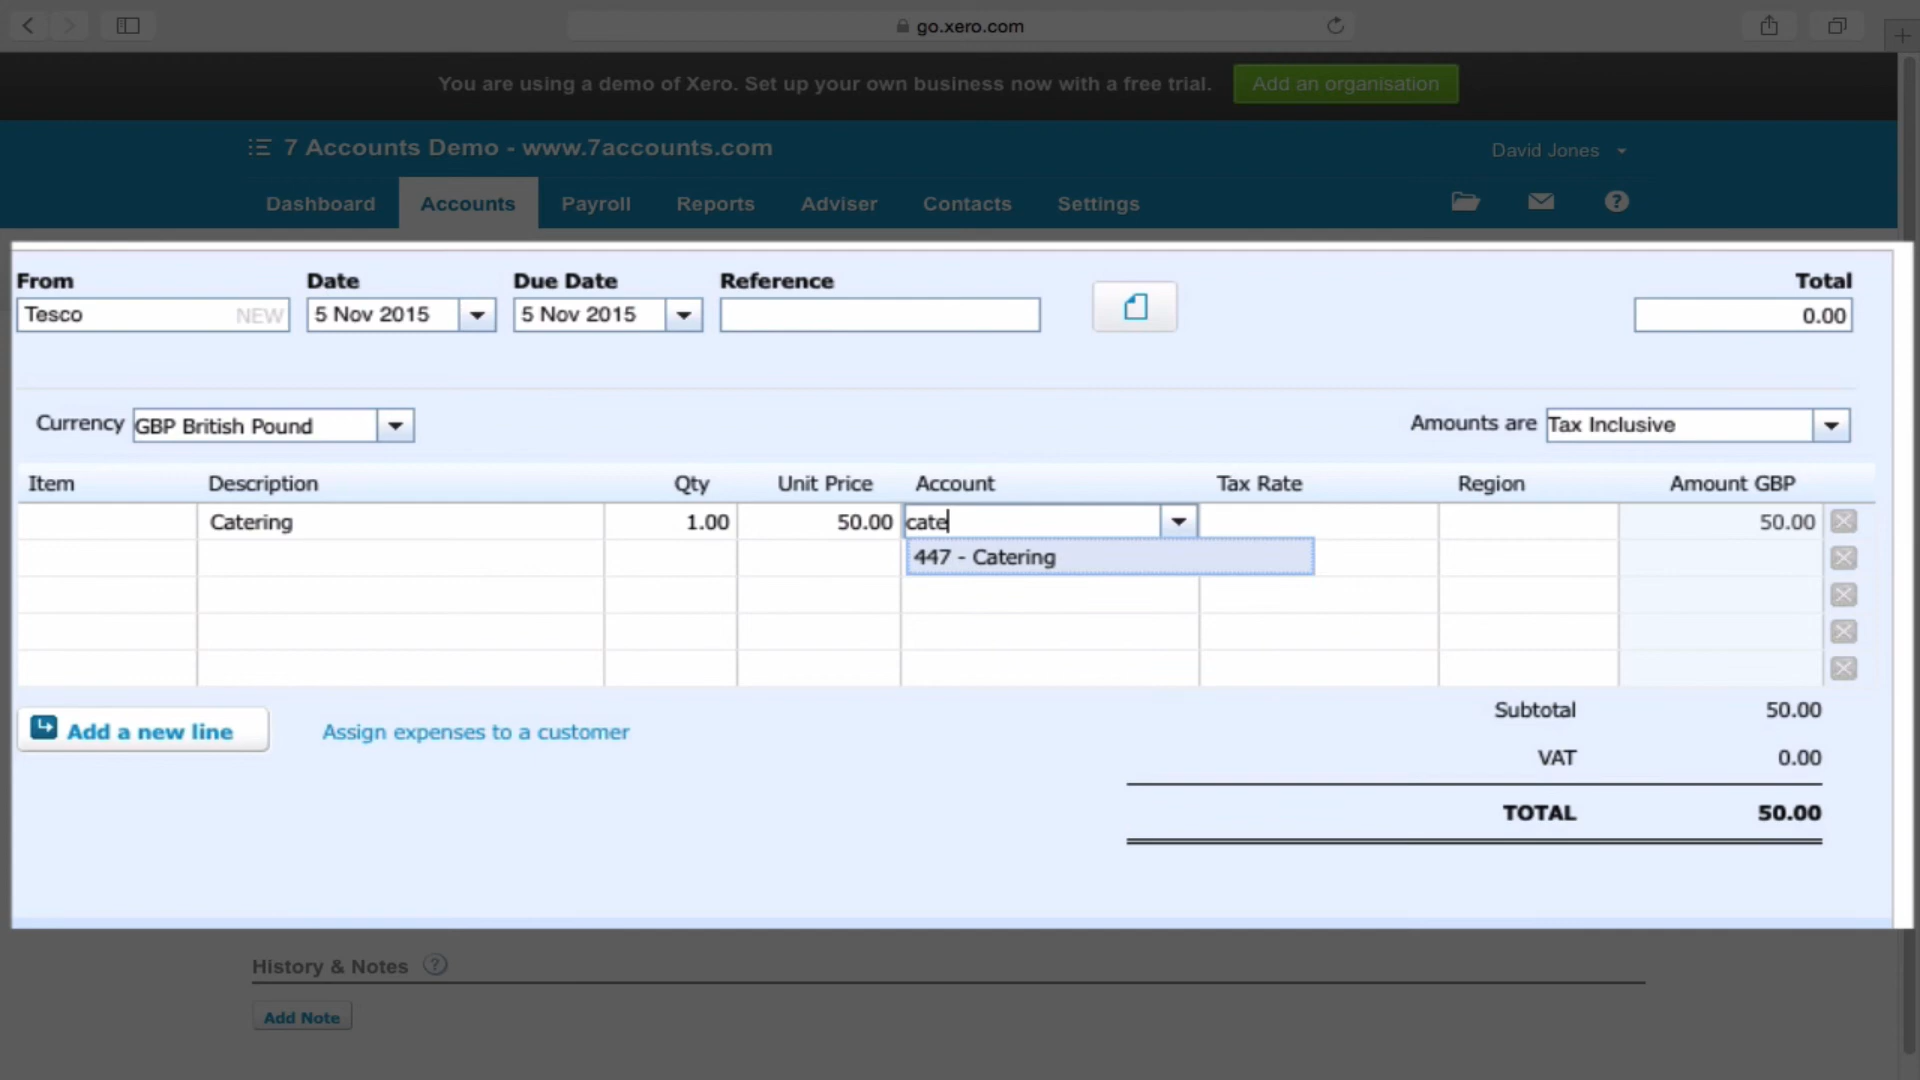 go.xero.com
You are using a demo of Xero. Set up your own business now with a free trial. Add an organisation
7 Accounts Demo - www.7accounts.com David Jones
Dashboard Accounts Payroll Reports Adviser Contacts Settings ?
From Date Due Date Reference Total
Tesco NEW 5 Nov 2015 5 Nov 2015 0.00
Currency GBP British Pound Amounts are Tax Inclusive
Item Description Qty Unit Price Account Tax Rate Region Amount GBP
Catering 1.00 50.00 cate 50.00
447 - Catering
Subtotal 50.00
Add a new line Assign expenses to a customer
VAT 0.00
TOTAL 50.00
History & Notes ?
Add Note